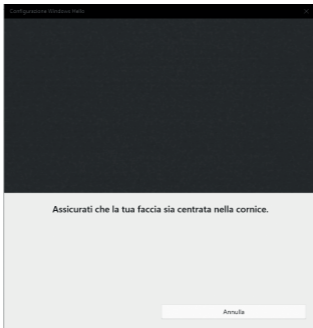 Configurazione Windows Hello
Assicurati che la tua faccia sia centrata nella cornice.
Annulla